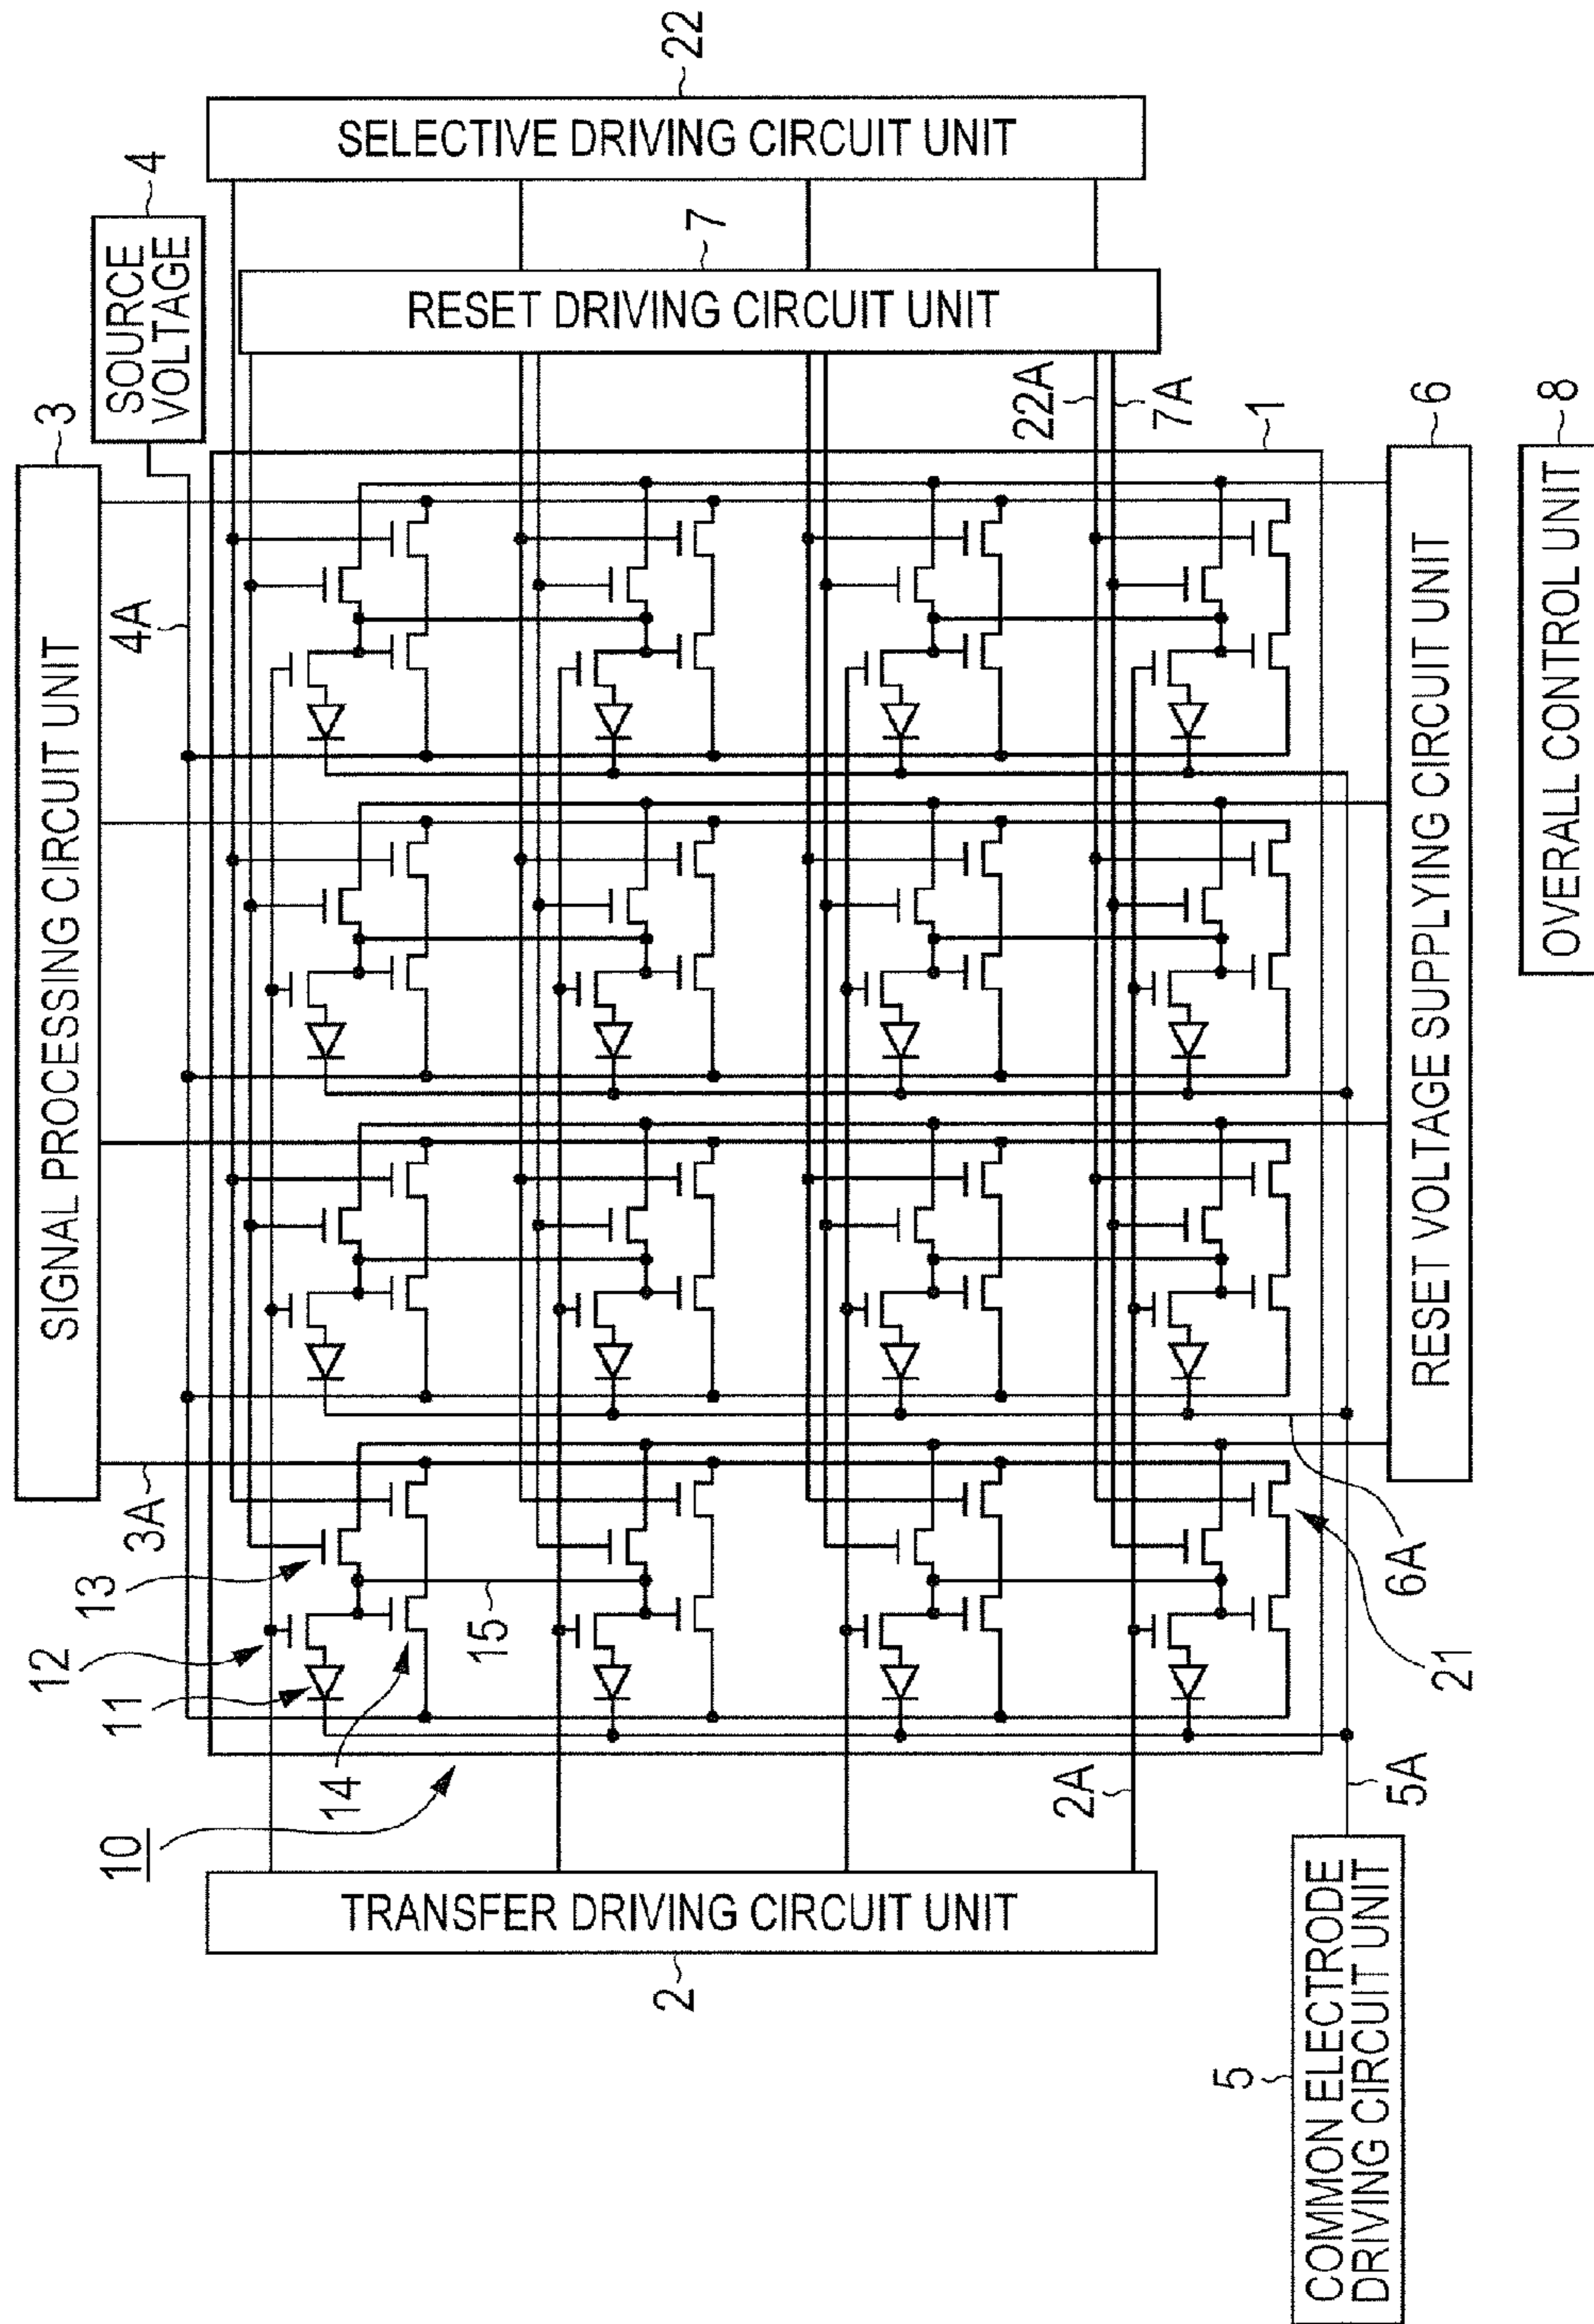 3
SIGNAL PROCESSING CIRCUIT UNIT
SOURCE
VOLTAGE
4
4A
3A
22
SELECTIVE DRIVING CIRCUIT UNIT
7
RESET DRIVING CIRCUIT UNIT
22A
7A
1
12
11
13
14
15
10
TRANSFER DRIVING CIRCUIT UNIT
2
2A
21
6A
5A
5
COMMON ELECTRODE
DRIVING CIRCUIT UNIT
RESET VOLTAGE SUPPLYING CIRCUIT UNIT
6
OVERALL CONTROL UNIT
8